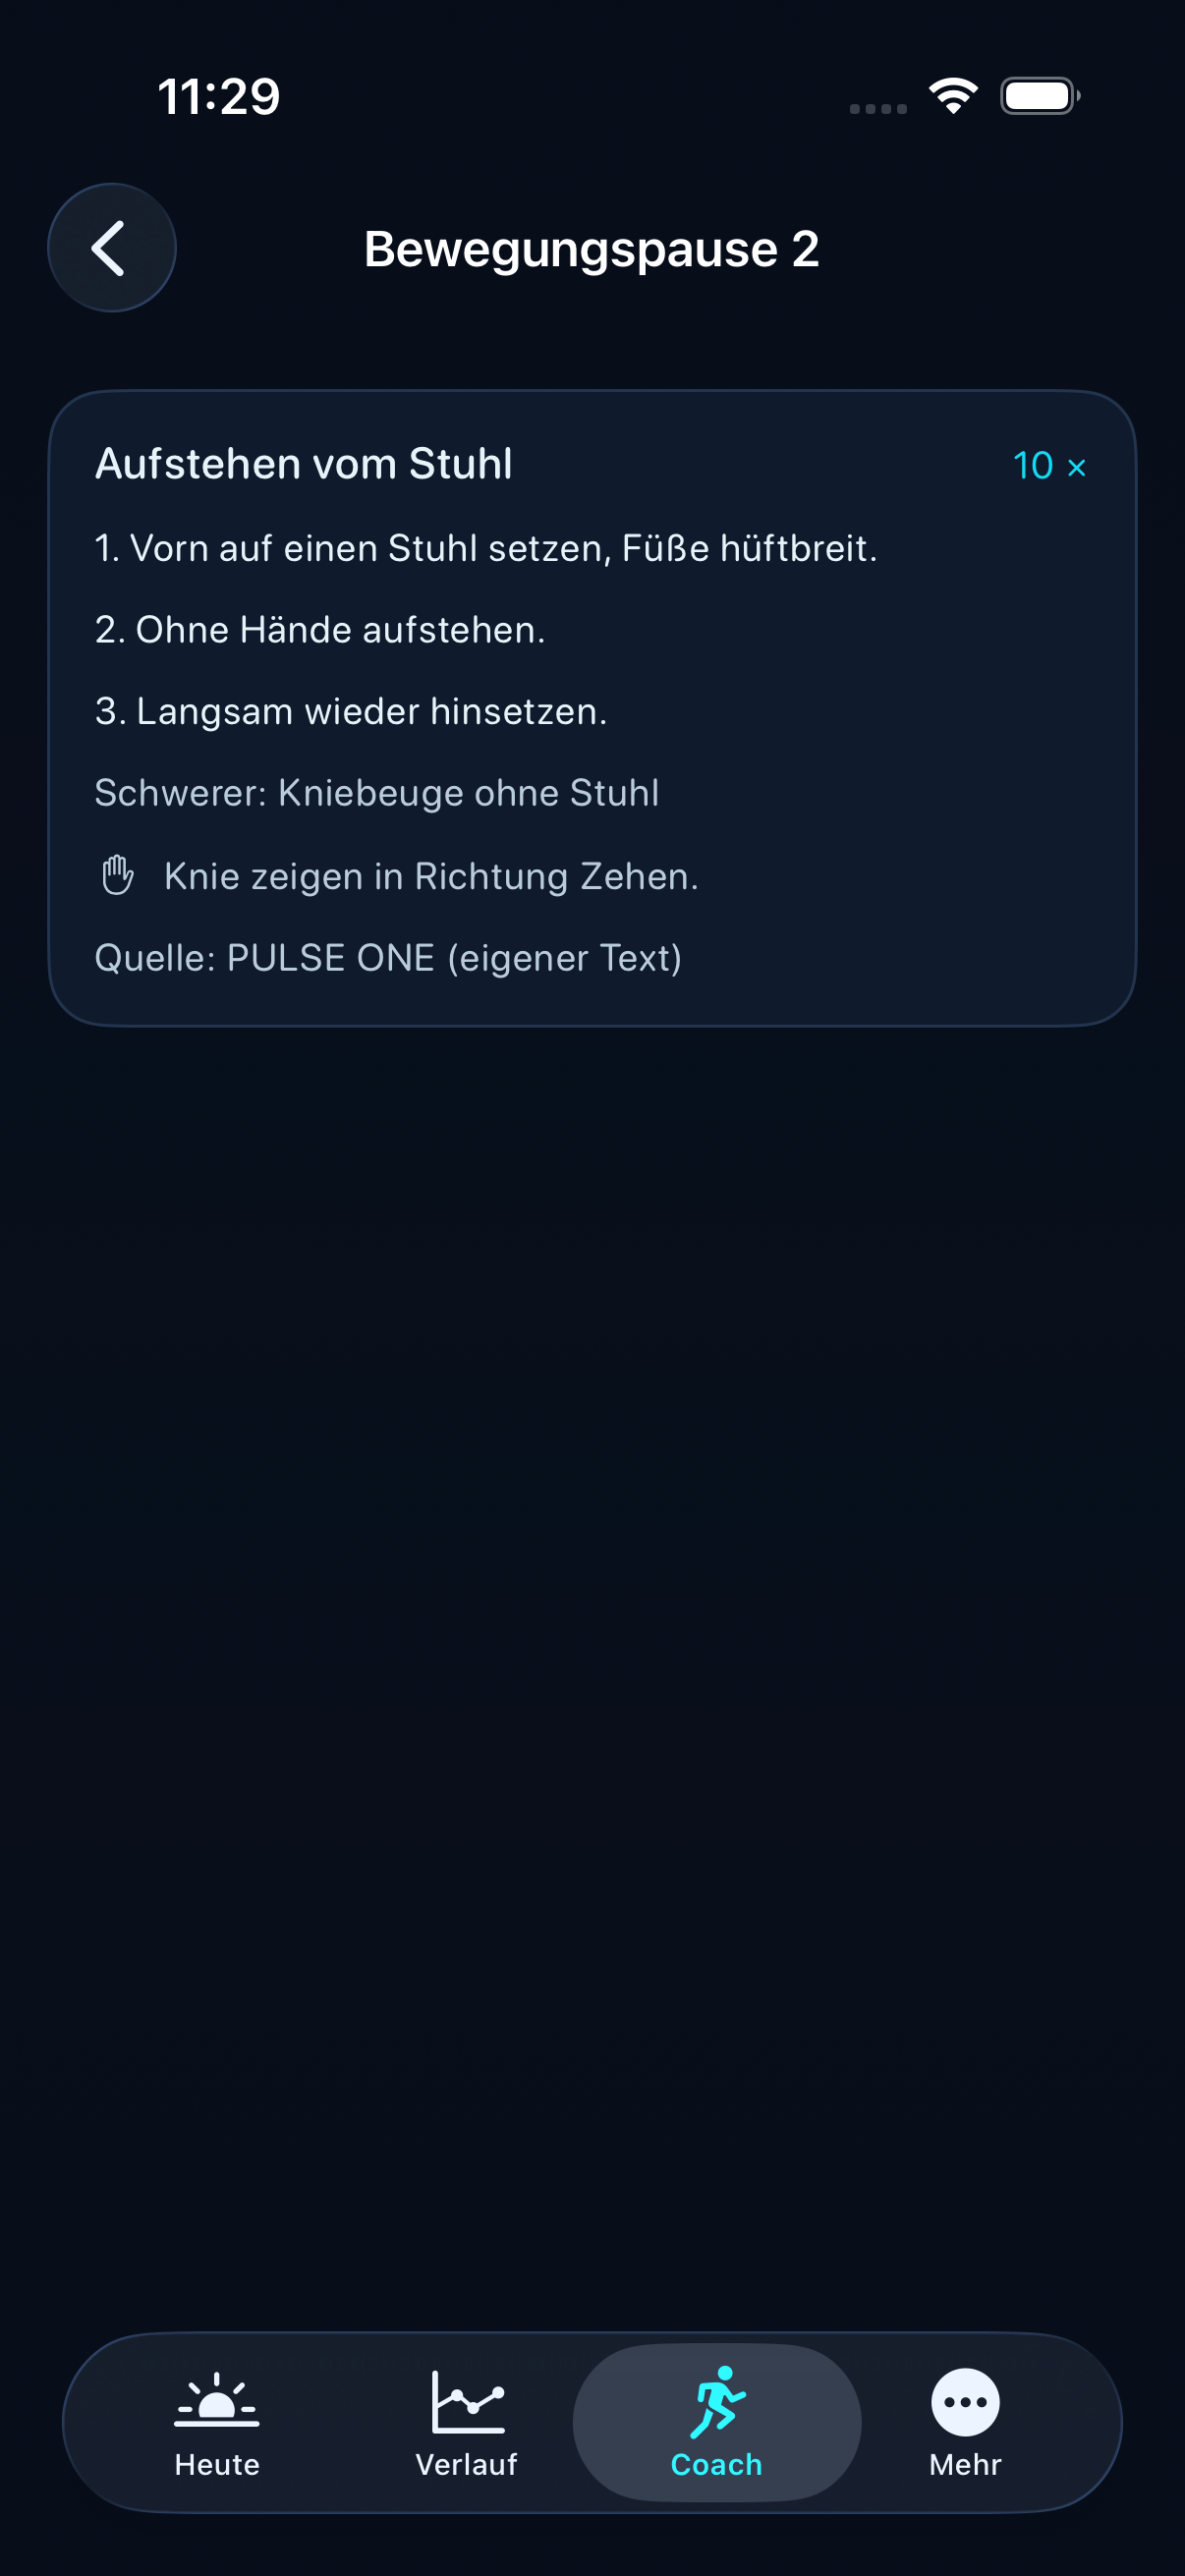 11:29
Bewegungspause 2
Aufstehen vom Stuhl
10 ×
1. Vorn auf einen Stuhl setzen, Füße hüftbreit.
2. Ohne Hände aufstehen.
3. Langsam wieder hinsetzen.
Schwerer: Kniebeuge ohne Stuhl
Knie zeigen in Richtung Zehen.
Quelle: PULSE ONE (eigener Text)
Heute
Verlauf
Coach
Mehr